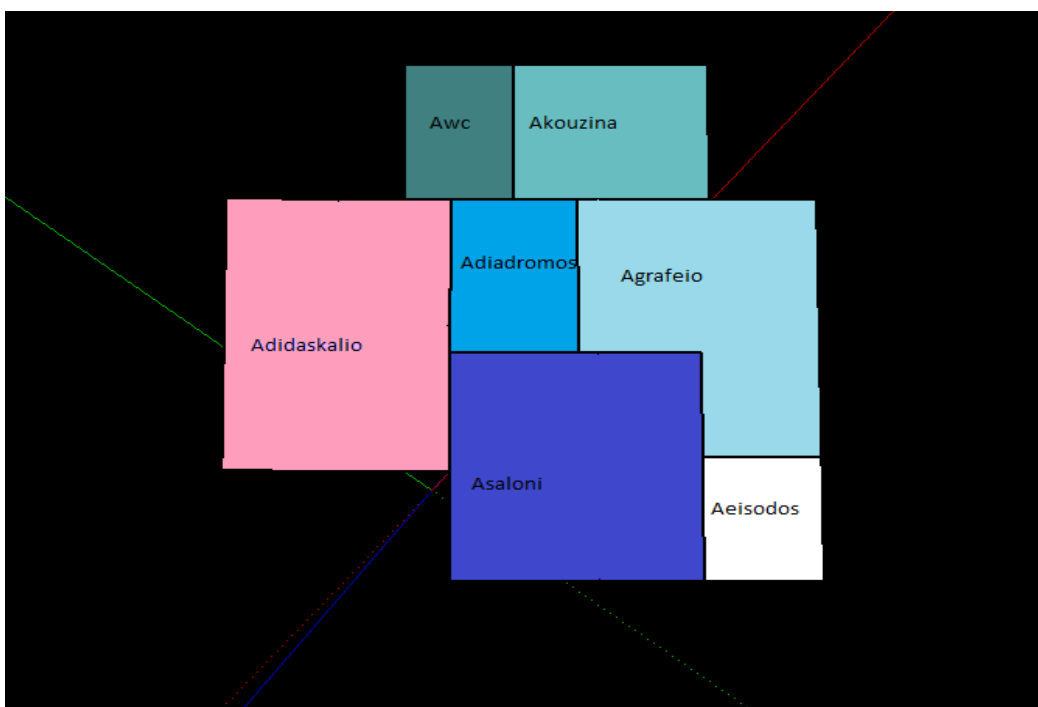 Awc
Akouzina
Adiadromos
Agrafeio
Adidaskalio
Asaloni
Aeisodos